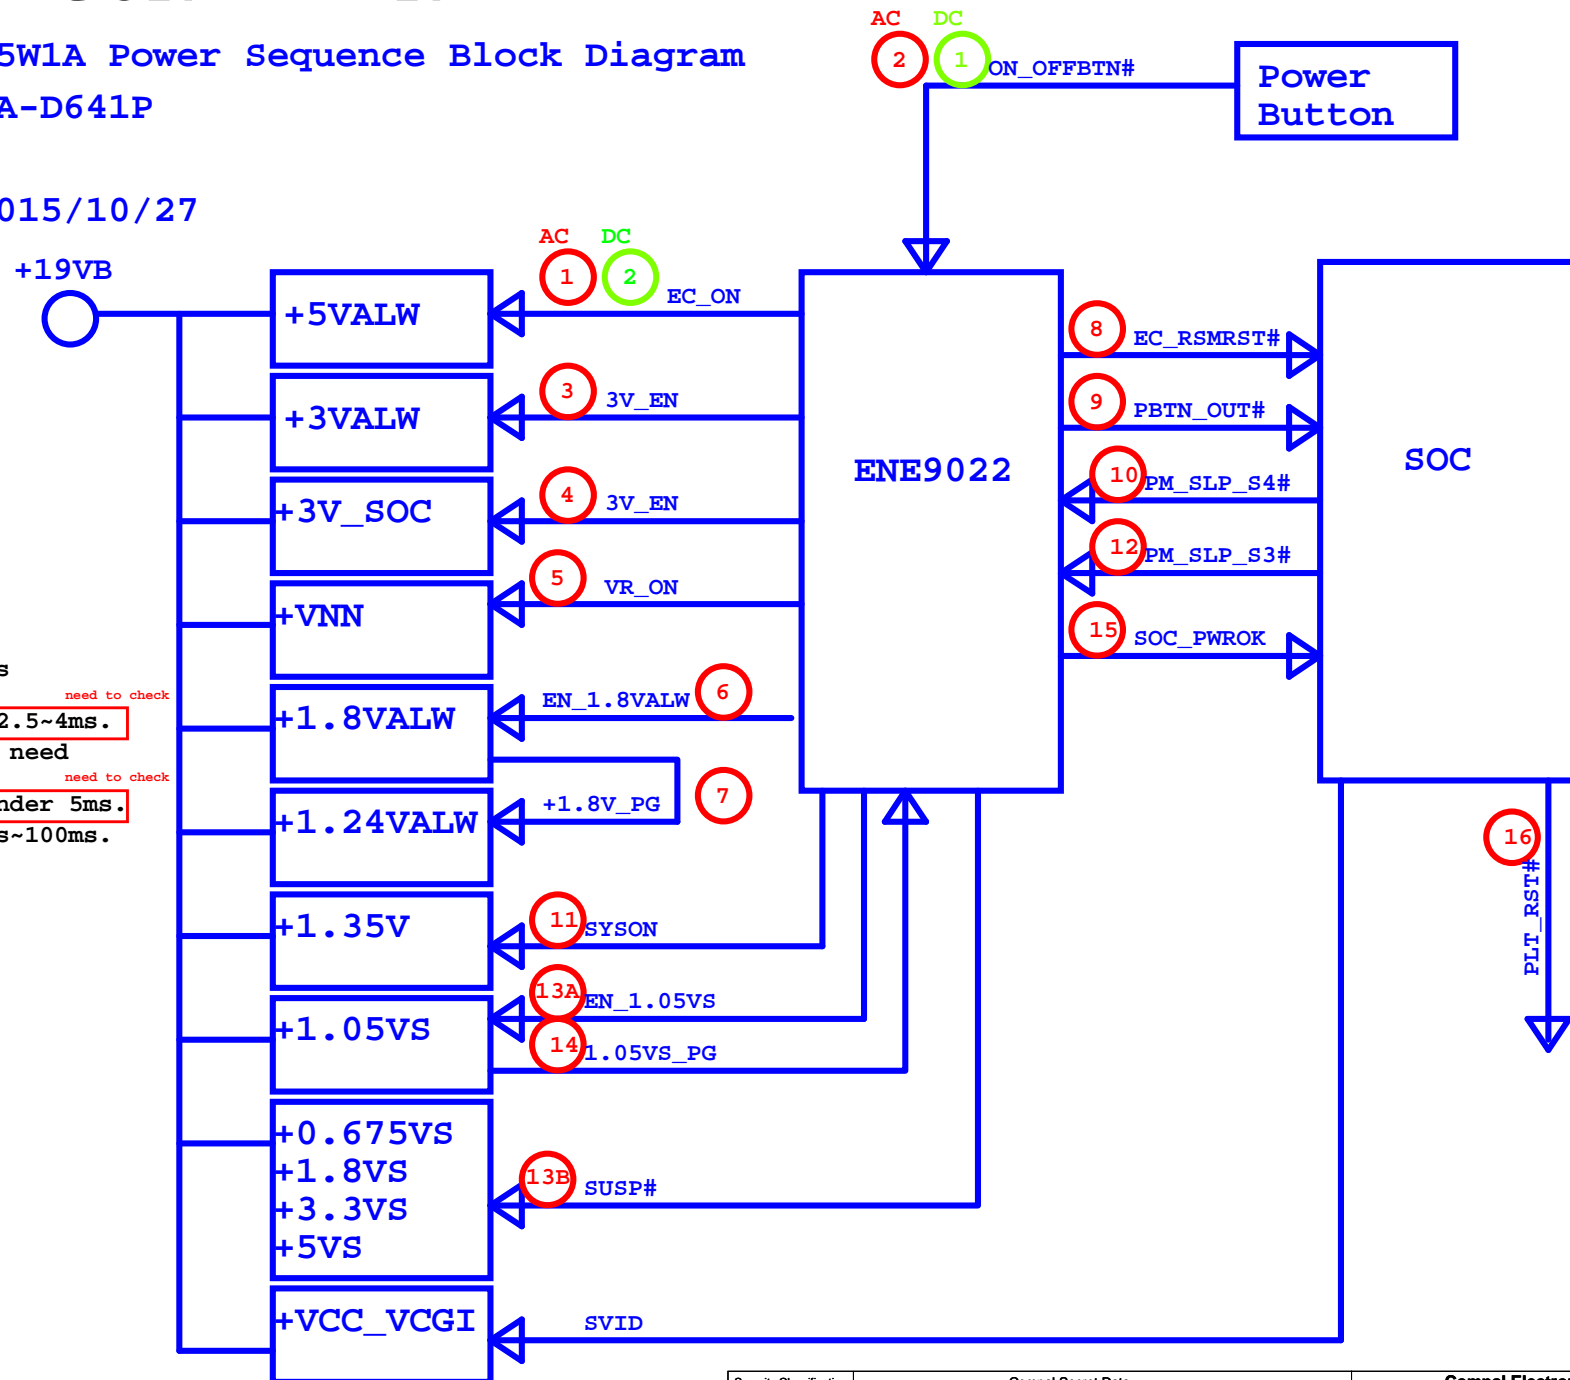 5W1A Power Sequence Block Diagram
A-D641P
015/10/27
AC DC
2 1 ON_OFFBTN#
Power
Button
+19VB
AC DC
1 2 EC_ON
+5VALW
3 3V_EN
+3VALW
4 3V_EN
+3V_SOC
5 VR_ON
+VNN
EN_1.8VALW 6
+1.8VALW
+1.8V_PG 7
+1.24VALW
11 SYSON
+1.35V
13A EN_1.05VS
+1.05VS
14 1.05VS_PG
+0.675VS
+1.8VS
+3.3VS
+5VS
13B SUSP#
+VCC_VCGI
SVID
ENE9022
8 EC_RSMRST#
9 PBTN_OUT#
10 PM_SLP_S4#
12 PM_SLP_S3#
15 SOC_PWROK
SOC
16
PLT_RST#
s
need to check
2.5~4ms.
need
need to check
nder 5ms.
s~100ms.